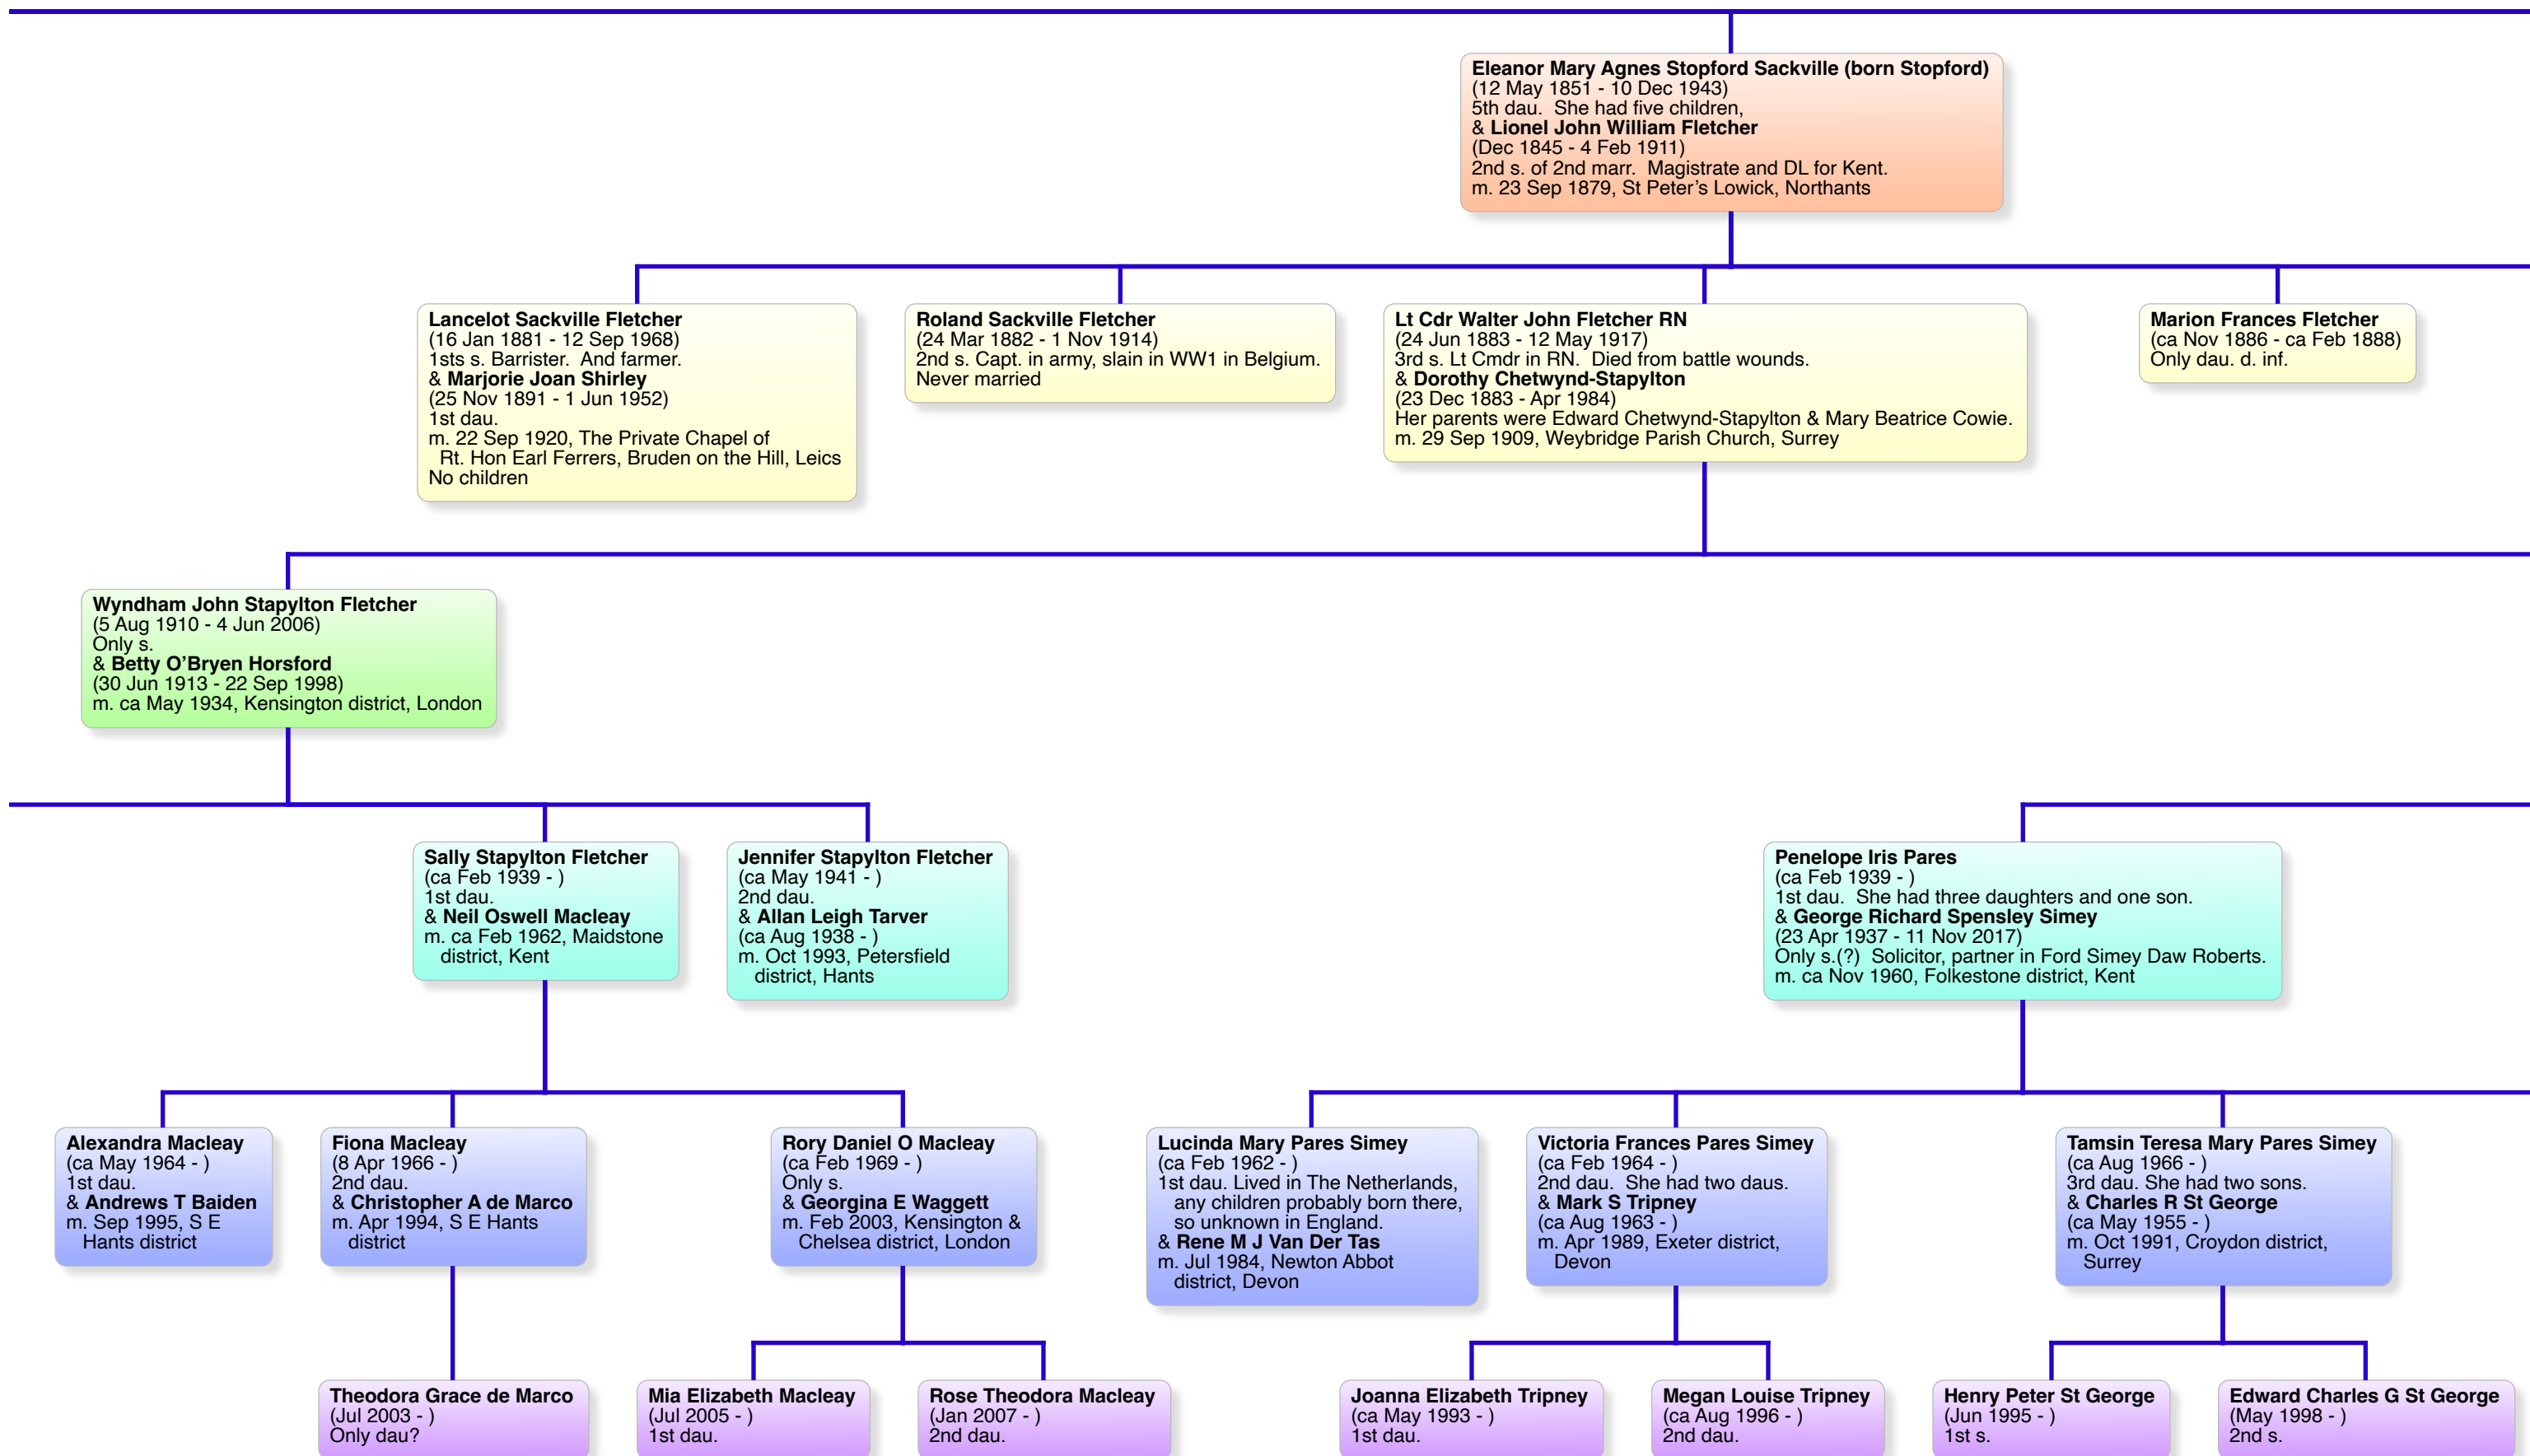 Eleanor Mary Agnes Stopford Sackville (born Stopford)
(12 May 1851 - 10 Dec 1943)
5th dau.  She had five children,
& Lionel John William Fletcher
(Dec 1845 - 4 Feb 1911)
2nd s. of 2nd marr.  Magistrate and DL for Kent.
m. 23 Sep 1879, St Peter's Lowick, Northants
Lancelot Sackville Fletcher
(16 Jan 1881 - 12 Sep 1968)
1sts s. Barrister.  And farmer.
& Marjorie Joan Shirley
(25 Nov 1891 - 1 Jun 1952)
1st dau.
m. 22 Sep 1920, The Private Chapel of
Rt. Hon Earl Ferrers, Bruden on the Hill, Leics
No children
Roland Sackville Fletcher
(24 Mar 1882 - 1 Nov 1914)
2nd s. Capt. in army, slain in WW1 in Belgium.
Never married
Lt Cdr Walter John Fletcher RN
(24 Jun 1883 - 12 May 1917)
3rd s. Lt Cmdr in RN.  Died from battle wounds.
& Dorothy Chetwynd-Stapylton
(23 Dec 1883 - Apr 1984)
Her parents were Edward Chetwynd-Stapylton & Mary Beatrice Cowie.
m. 29 Sep 1909, Weybridge Parish Church, Surrey
Marion Frances Fletcher
(ca Nov 1886 - ca Feb 1888)
Only dau. d. inf.
Wyndham John Stapylton Fletcher
(5 Aug 1910 - 4 Jun 2006)
Only s.
& Betty O'Bryen Horsford
(30 Jun 1913 - 22 Sep 1998)
m. ca May 1934, Kensington district, London
Sally Stapylton Fletcher
(ca Feb 1939 - )
1st dau.
& Neil Oswell Macleay
m. ca Feb 1962, Maidstone
district, Kent
Jennifer Stapylton Fletcher
(ca May 1941 - )
2nd dau.
& Allan Leigh Tarver
(ca Aug 1938 - )
m. Oct 1993, Petersfield
district, Hants
Penelope Iris Pares
(ca Feb 1939 - )
1st dau.  She had three daughters and one son.
& George Richard Spensley Simey
(23 Apr 1937 - 11 Nov 2017)
Only s.(?)  Solicitor, partner in Ford Simey Daw Roberts.
m. ca Nov 1960, Folkestone district, Kent
Alexandra Macleay
(ca May 1964 - )
1st dau.
& Andrews T Baiden
m. Sep 1995, S E
Hants district
Fiona Macleay
(8 Apr 1966 - )
2nd dau.
& Christopher A de Marco
m. Apr 1994, S E Hants
district
Rory Daniel O Macleay
(ca Feb 1969 - )
Only s.
& Georgina E Waggett
m. Feb 2003, Kensington &
Chelsea district, London
Lucinda Mary Pares Simey
(ca Feb 1962 - )
1st dau. Lived in The Netherlands,
any children probably born there,
so unknown in England.
& Rene M J Van Der Tas
m. Jul 1984, Newton Abbot
district, Devon
Victoria Frances Pares Simey
(ca Feb 1964 - )
2nd dau.  She had two daus.
& Mark S Tripney
(ca Aug 1963 - )
m. Apr 1989, Exeter district,
Devon
Tamsin Teresa Mary Pares Simey
(ca Aug 1966 - )
3rd dau. She had two sons.
& Charles R St George
(ca May 1955 - )
m. Oct 1991, Croydon district,
Surrey
Theodora Grace de Marco
(Jul 2003 - )
Only dau?
Mia Elizabeth Macleay
(Jul 2005 - )
1st dau.
Rose Theodora Macleay
(Jan 2007 - )
2nd dau.
Joanna Elizabeth Tripney
(ca May 1993 - )
1st dau.
Megan Louise Tripney
(ca Aug 1996 - )
2nd dau.
Henry Peter St George
(Jun 1995 - )
1st s.
Edward Charles G St George
(May 1998 - )
2nd s.